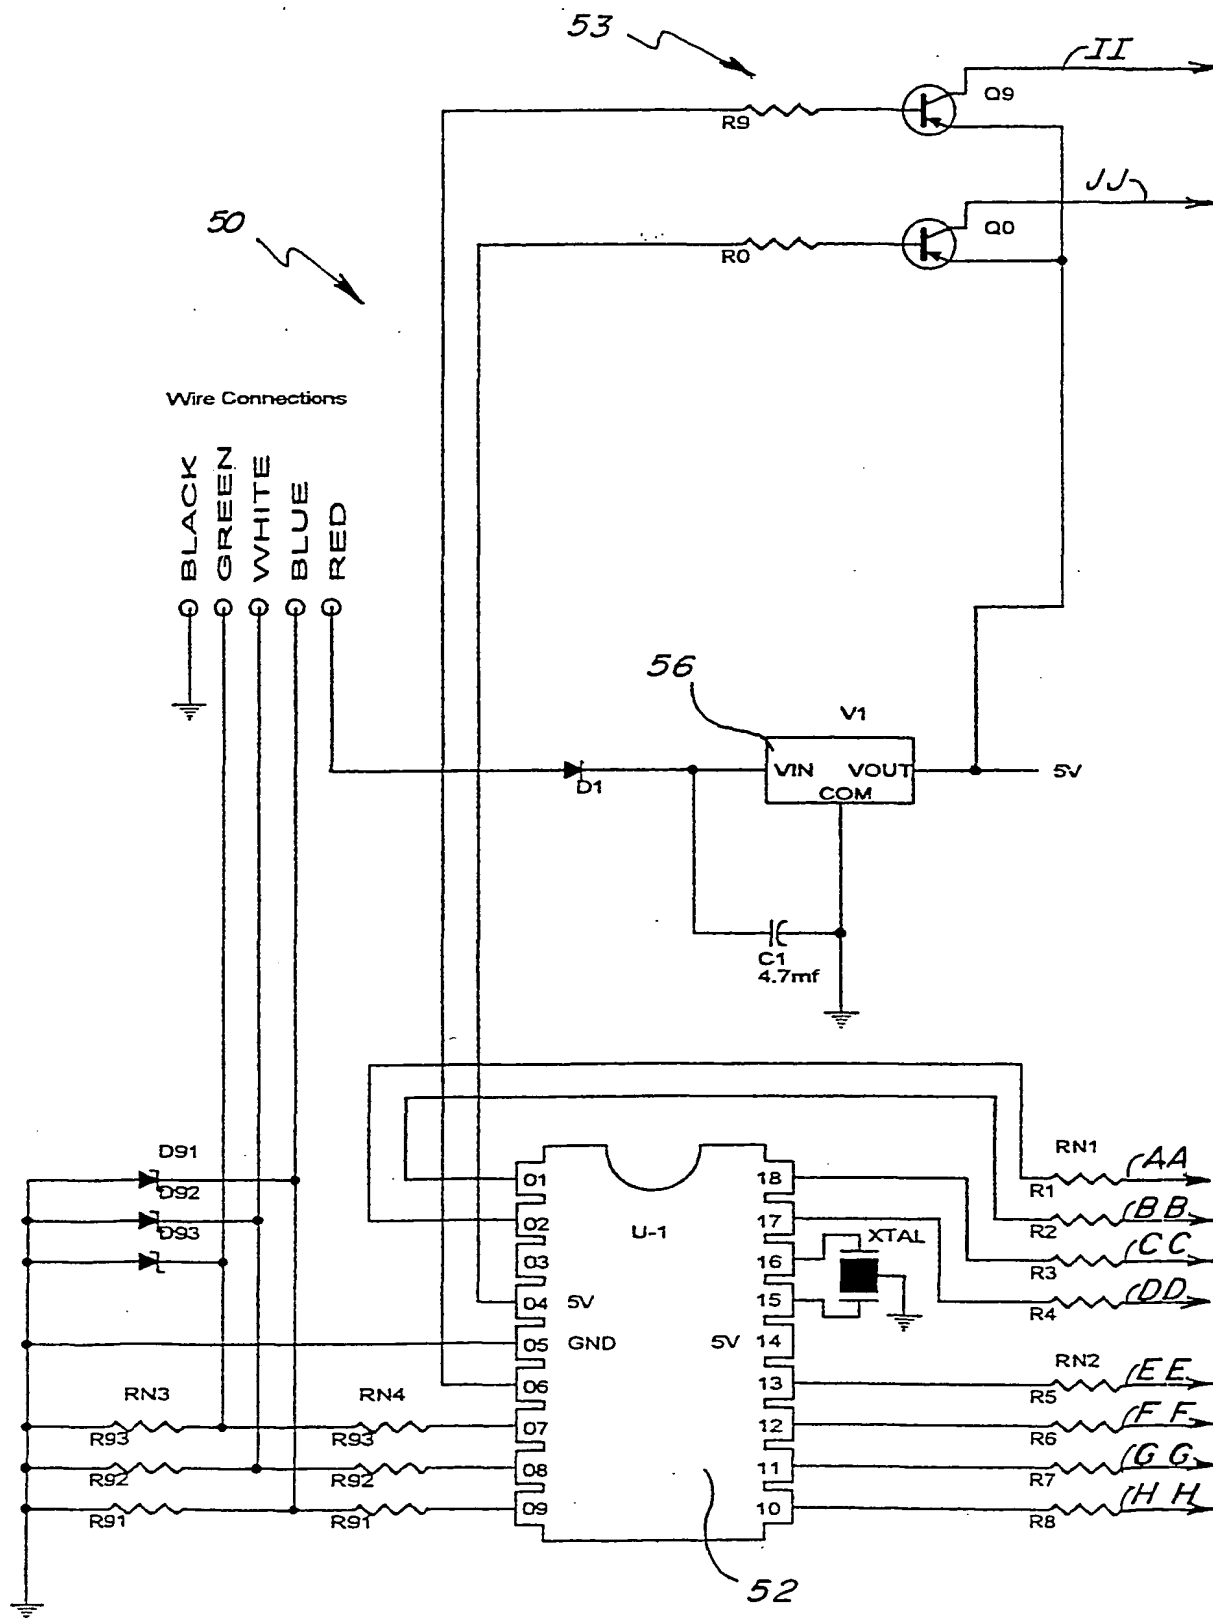 53
II
Q9
R9
JJ
50
Q0
R0
Wire Connections
BLACK
GREEN
WHITE
BLUE
RED
56
V1
VIN
VOUT
5V
D1
COM
C1
4.7mf
D91
RN1
AA
01
18
R1
D92
BB
02
17
R2
U-1
XTAL
D93
CC
03
16
R3
DD
04
5V
15
R4
05
GND
5V
14
RN2
EE
06
13
R5
RN3
RN4
FF
07
12
R93
R93
R6
GG
08
11
R92
R92
R7
HH
09
10
R91
R91
R8
52